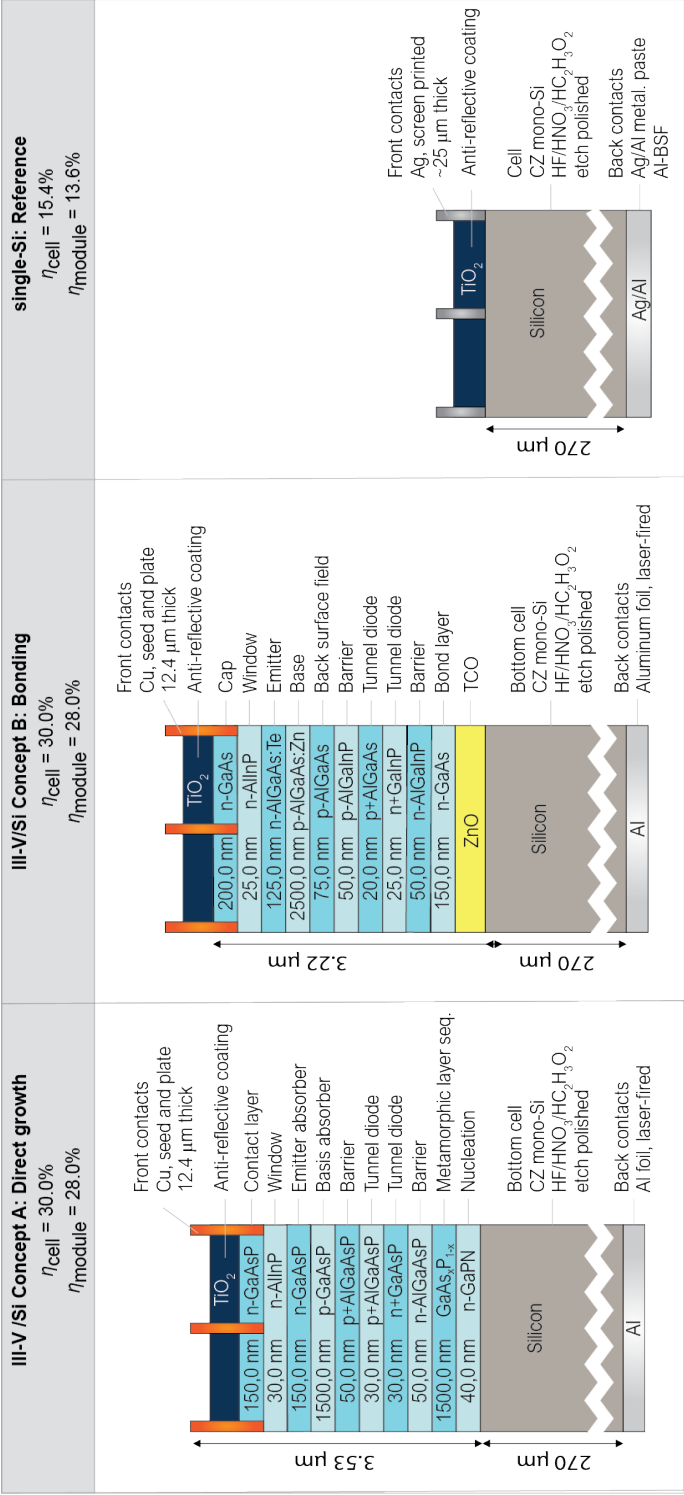 III-V /Si Concept A: Direct growth
ηcell = 30.0%
ηmodule = 28.0%
Front contacts
Cu, seed and plate
12.4 μm thick
Anti-reflective coating
TiO2
150,0 nm n-GaAsP Contact layer
30,0 nm n-AlInP Window
150,0 nm n-GaAsP Emitter absorber
1500,0 nm p-GaAsP Basis absorber
50,0 nm p+AlGaAsP Barrier
30,0 nm p+AlGaAsP Tunnel diode
30,0 nm n+GaAsP Tunnel diode
50,0 nm n-AlGaAsP Barrier
1500,0 nm GaAsxP1-x Metamorphic layer seq.
40,0 nm n-GaPN Nucleation
3.53 μm
Silicon
270 μm
Bottom cell
CZ mono-Si
HF/HNO3/HC2H3O2
etch polished
Al
Back contacts
Al foil, laser-fired
III-V/Si Concept B: Bonding
ηcell = 30.0%
ηmodule = 28.0%
Front contacts
Cu, seed and plate
12.4 μm thick
Anti-reflective coating
TiO2
200,0 nm n-GaAs Cap
25,0 nm n-AlInP Window
125,0 nm n-AlGaAs:Te Emitter
2500,0 nm p-AlGaAs:Zn Base
75,0 nm p-AlGaAs Back surface field
50,0 nm p-AlGaInP Barrier
20,0 nm p+AlGaAs Tunnel diode
25,0 nm n+GaInP Tunnel diode
50,0 nm n-AlGaInP Barrier
150,0 nm n-GaAs Bond layer
ZnO TCO
3.22 μm
Silicon
270 μm
Bottom cell
CZ mono-Si
HF/HNO3/HC2H3O2
etch polished
Al
Back contacts
Aluminum foil, laser-fired
single-Si: Reference
ηcell = 15.4%
ηmodule = 13.6%
Front contacts
Ag, screen printed
~25 μm thick
Anti-reflective coating
TiO2
Silicon
270 μm
Cell
CZ mono-Si
HF/HNO3/HC2H3O2
etch polished
Ag/Al
Back contacts
Ag/Al metal. paste
Al-BSF